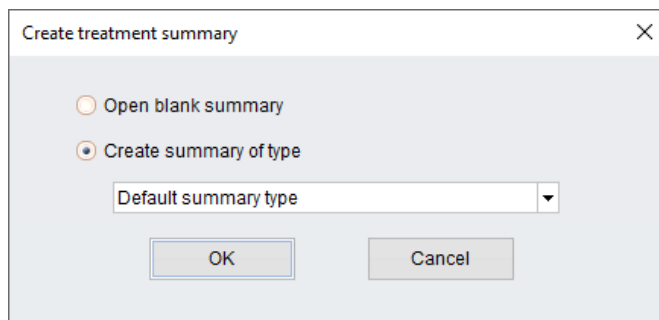 Create treatment summary
Open blank summary
Create summary of type
Default summary type
OK
Cancel